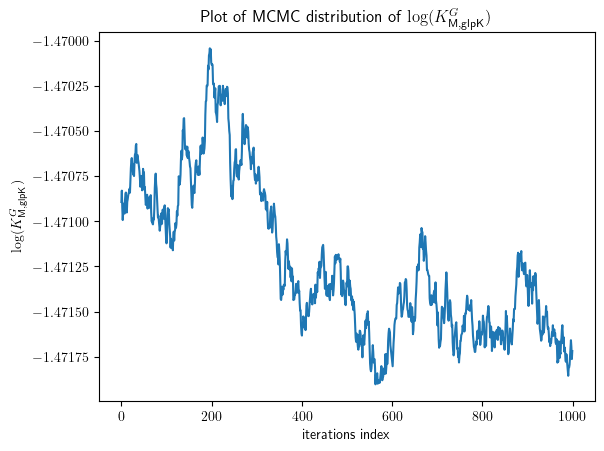 Plot of MCMC distribution of log(K^G_{M,glpK})
−1.47000
−1.47025
−1.47050
−1.47075
−1.47100
−1.47125
−1.47150
−1.47175
log(K^G_{M,glpK})
0 200 400 600 800 1000
iterations index